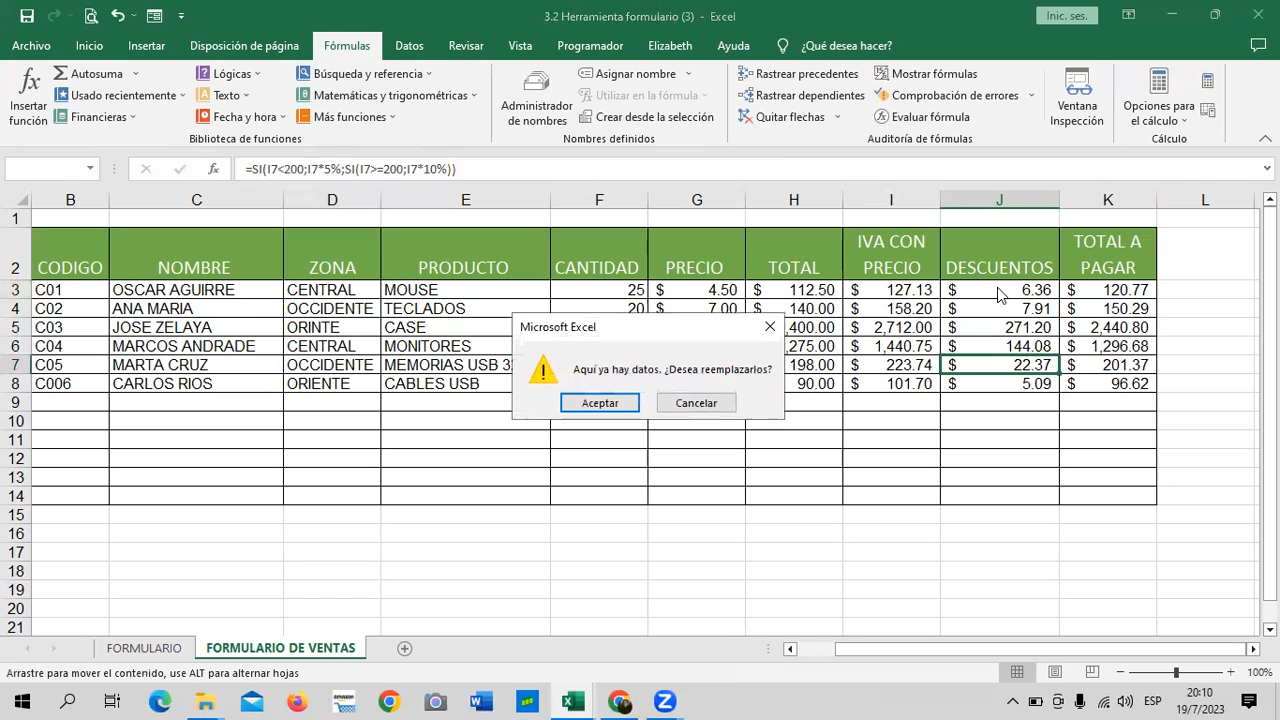 3.2 Herramienta formulario (3) - Excel
Inic. ses.
Archivo Inicio Insertar Disposición de página Fórmulas Datos Revisar Vista Programador Elizabeth Ayuda ¿Qué desea hacer?
Insertar función
Autosuma
Usado recientemente
Financieras
Lógicas
Texto
Fecha y hora
Búsqueda y referencia
Matemáticas y trigonométricas
Más funciones
Biblioteca de funciones
Administrador de nombres
Asignar nombre
Utilizar en la fórmula
Crear desde la selección
Nombres definidos
Rastrear precedentes
Rastrear dependientes
Quitar flechas
Mostrar fórmulas
Comprobación de errores
Evaluar fórmula
Auditoría de fórmulas
Ventana Inspección
Opciones para el cálculo
Cálculo
=SI(I7<200;I7*5%;SI(I7>=200;I7*10%))
B C D E F G H I J K L
1
2 CODIGO NOMBRE ZONA PRODUCTO CANTIDAD PRECIO TOTAL IVA CON PRECIO DESCUENTOS TOTAL A PAGAR
3 C01 OSCAR AGUIRRE CENTRAL MOUSE 25 $ 4.50 $ 112.50 $ 127.13 $ 6.36 $ 120.77
4 C02 ANA MARIA OCCIDENTE TECLADOS 20 $ 7.00 $ 140.00 $ 158.20 $ 7.91 $ 150.29
5 C03 JOSE ZELAYA ORINTE CASE ,400.00 $ 2,712.00 $ 271.20 $ 2,440.80
6 C04 MARCOS ANDRADE CENTRAL MONITORES ,275.00 $ 1,440.75 $ 144.08 $ 1,296.68
7 C05 MARTA CRUZ OCCIDENTE MEMORIAS USB 198.00 $ 223.74 $ 22.37 $ 201.37
8 C006 CARLOS RIOS ORIENTE CABLES USB 90.00 $ 101.70 $ 5.09 $ 96.62
9
10
11
12
13
14
15
16
17
18
19
20
21
Microsoft Excel
Aquí ya hay datos. ¿Desea reemplazarlos?
Aceptar Cancelar
FORMULARIO FORMULARIO DE VENTAS
Arrastre para mover el contenido, use ALT para alternar hojas
100%
amazon
ESP
20:10
19/7/2023